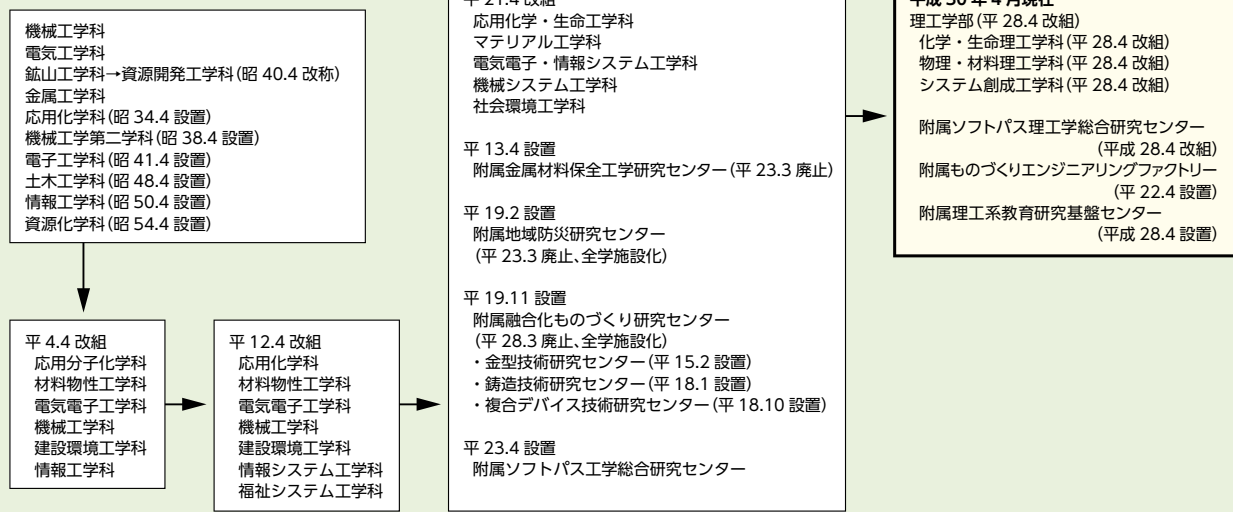 機械工学科
電気工学科
鉱山工学科→資源開発工学科(昭 40.4 改称)
金属工学科
応用化学科(昭 34.4 設置)
機械工学第二学科(昭 38.4 設置)
電子工学科(昭 41.4 設置)
土木工学科(昭 48.4 設置)
情報工学科(昭 50.4 設置)
資源化学科(昭 54.4 設置)
平 4.4 改組
応用分子化学科
材料物性工学科
電気電子工学科
機械工学科
建設環境工学科
情報工学科
平 12.4 改組
応用化学科
材料物性工学科
電気電子工学科
機械工学科
建設環境工学科
情報システム工学科
福祉システム工学科
平 21.4 改組
応用化学・生命工学科
マテリアル工学科
電気電子・情報システム工学科
機械システム工学科
社会環境工学科
平 13.4 設置
附属金属材料保全工学研究センター(平 23.3 廃止)
平 19.2 設置
附属地域防災研究センター
(平 23.3 廃止、全学施設化)
平 19.11 設置
附属融合化ものづくり研究センター
(平 28.3 廃止、全学施設化)
・金型技術研究センター(平 15.2 設置)
・鋳造技術研究センター(平 18.1 設置)
・複合デバイス技術研究センター(平 18.10 設置)
平 23.4 設置
附属ソフトパス工学総合研究センター
平成 30 年 4 月現在
理工学部(平 28.4 改組)
化学・生命理工学科(平 28.4 改組)
物理・材料理工学科(平 28.4 改組)
システム創成工学科(平 28.4 改組)
附属ソフトパス理工学総合研究センター
(平成 28.4 改組)
附属ものづくりエンジニアリングファクトリー
(平 22.4 設置)
附属理工系教育研究基盤センター
(平成 28.4 設置)